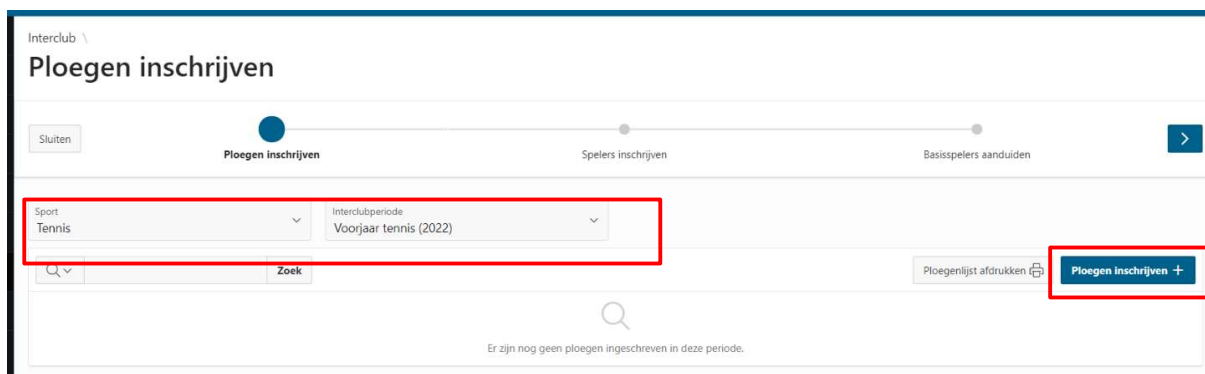 Interclub \
Ploegen inschrijven
Sluiten
Ploegen inschrijven
Spelers inschrijven
Basisspelers aanduiden
Sport
Tennis
Interclubperiode
Voorjaar tennis (2022)
Zoek
Ploegenlijst afdrukken
Ploegen inschrijven +
Er zijn nog geen ploegen ingeschreven in deze periode.